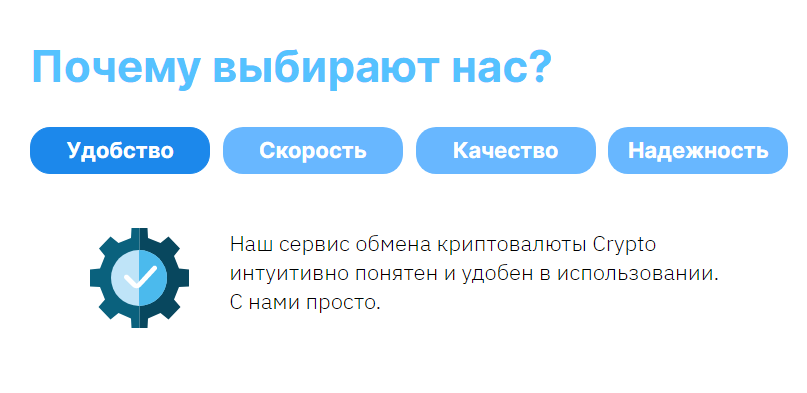 Почему выбирают нас?
Удобство Скорость Качество Надежность
Наш сервис обмена криптовалюты Crypto
интуитивно понятен и удобен в использовании.
С нами просто.